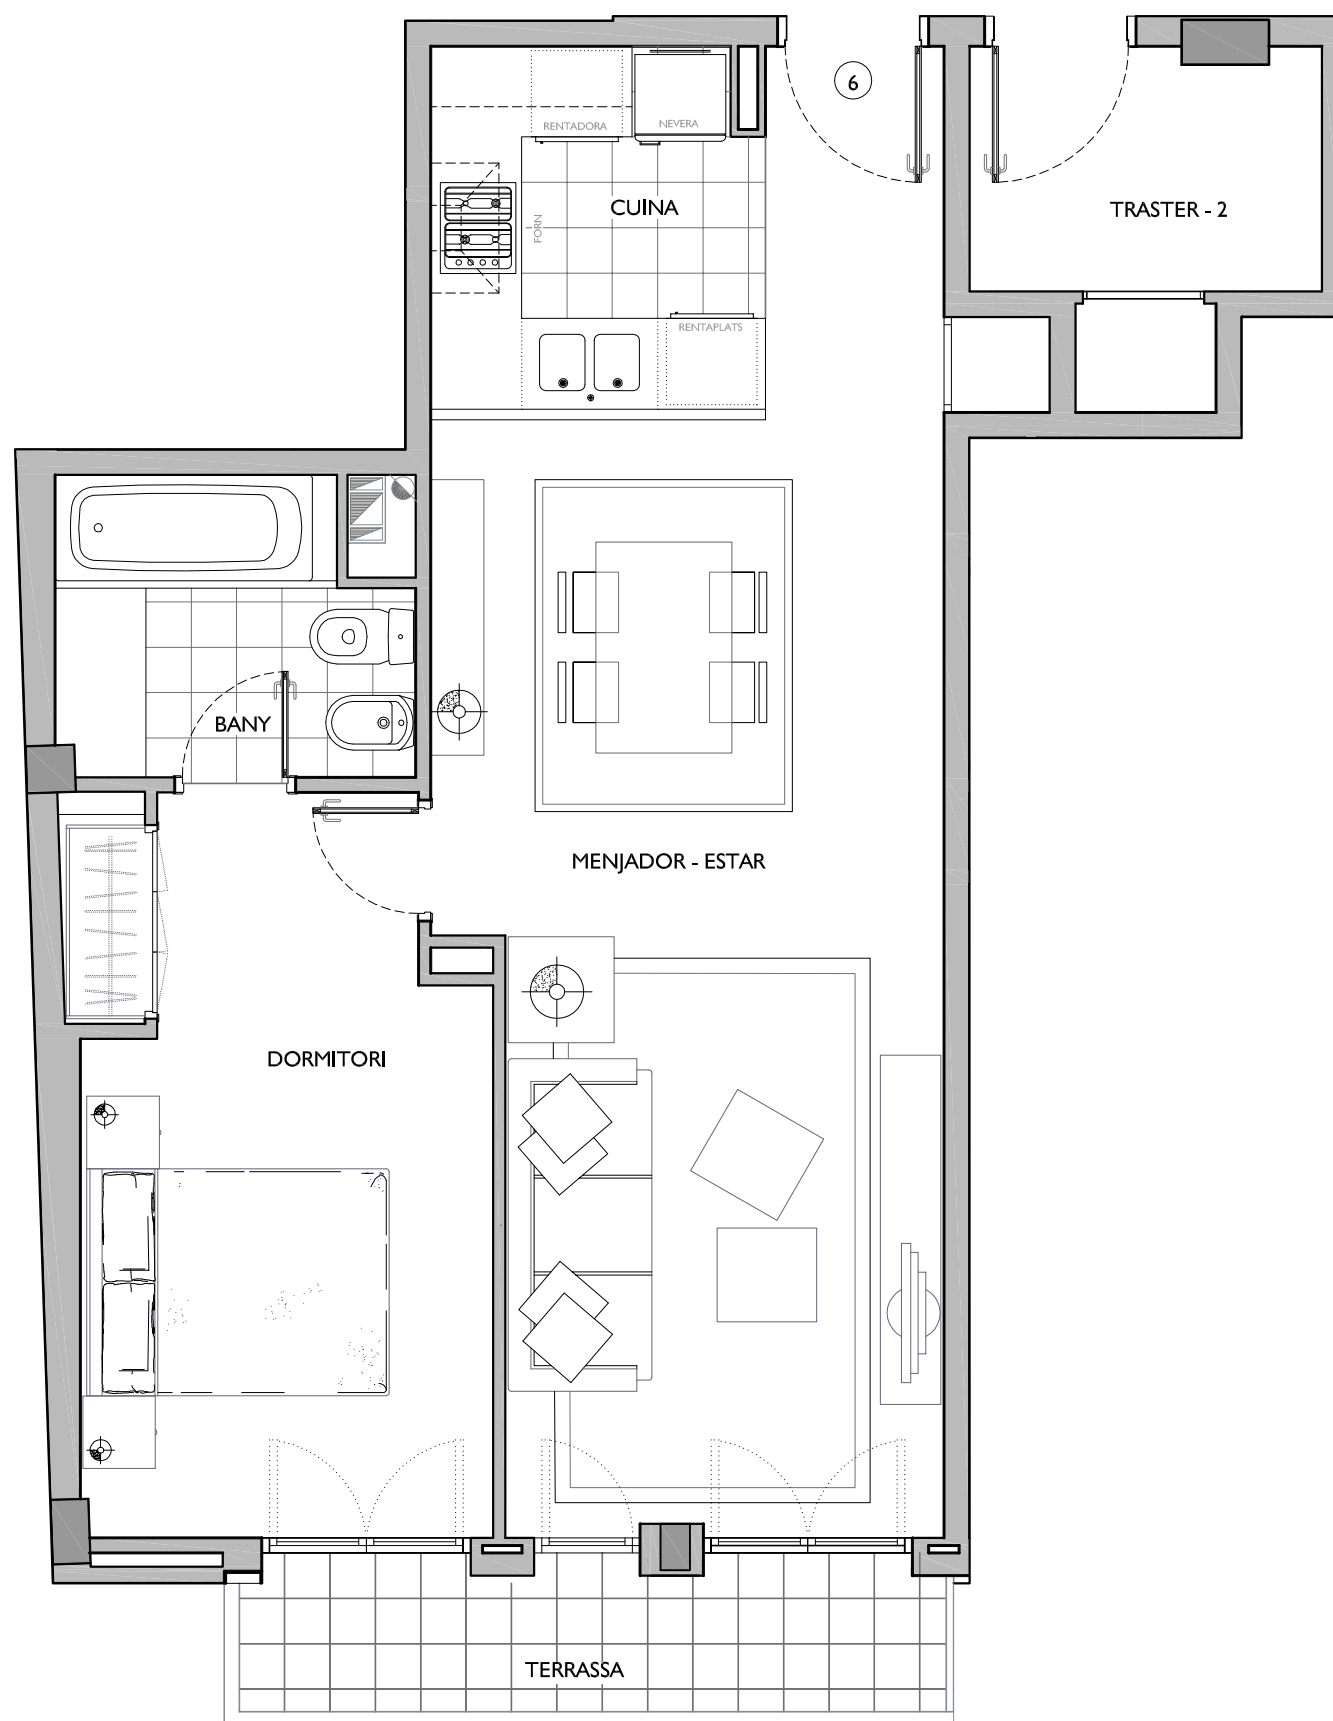 6
RENTADORA
NEVERA
CUINA
TRASTER - 2
FORN
RENTAPLATS
BANY
MENJADOR - ESTAR
DORMITORI
TERRASSA